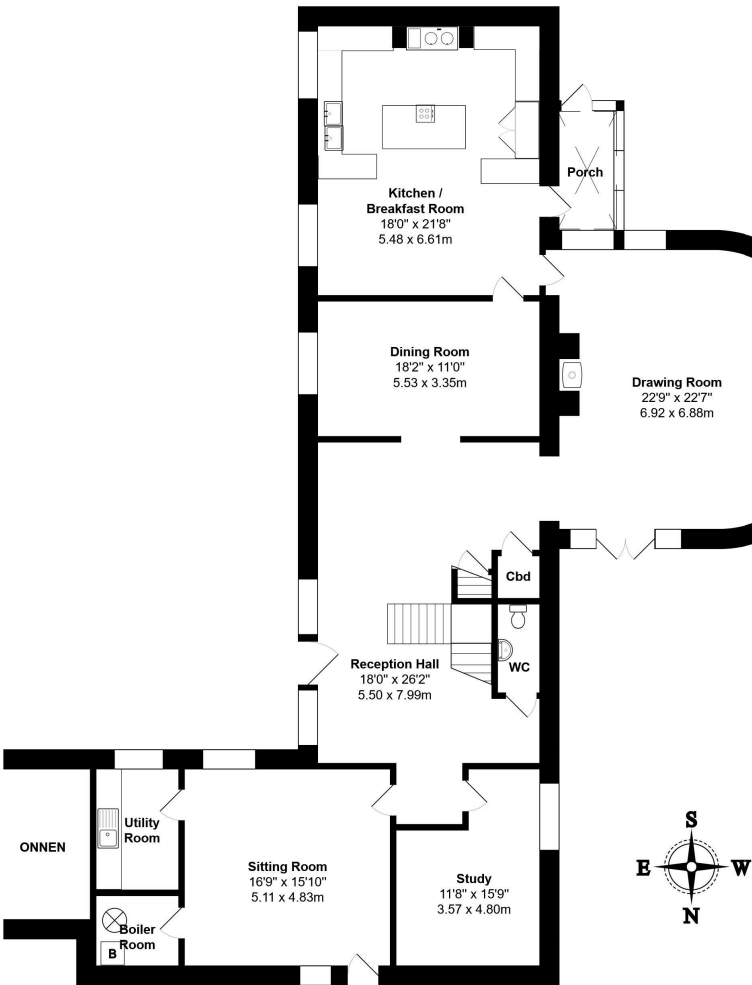 Kitchen /
Breakfast Room
18'0" x 21'8"
5.48 x 6.61m
Porch
Dining Room
18'2" x 11'0"
5.53 x 3.35m
Drawing Room
22'9" x 22'7"
6.92 x 6.88m
Cbd
WC
Reception Hall
18'0" x 26'2"
5.50 x 7.99m
ONNEN
Utility
Room
Sitting Room
16'9" x 15'10"
5.11 x 4.83m
Study
11'8" x 15'9"
3.57 x 4.80m
Boiler
Room
B
S
E
W
N